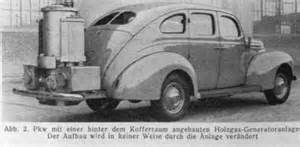 Abb. 2. Pkw mit einer hinter dem Kofferraum angebauten Holzgas-Generatoranlage
Der Aufbau wird in keiner Weise durch die Anlage verändert